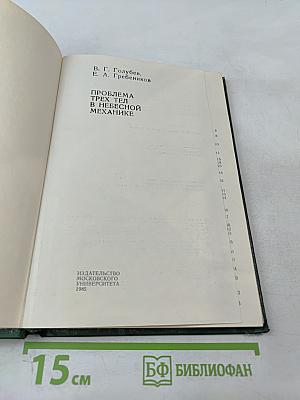 В. Г. Голубев,
Е. А. Гребеников
ПРОБЛЕМА
ТРЕХ ТЕЛ
В НЕБЕСНОЙ
МЕХАНИКЕ
ИЗДАТЕЛЬСТВО
МОСКОВСКОГО
УНИВЕРСИТЕТА
1985
15 см
БФ БИБЛИОФАН